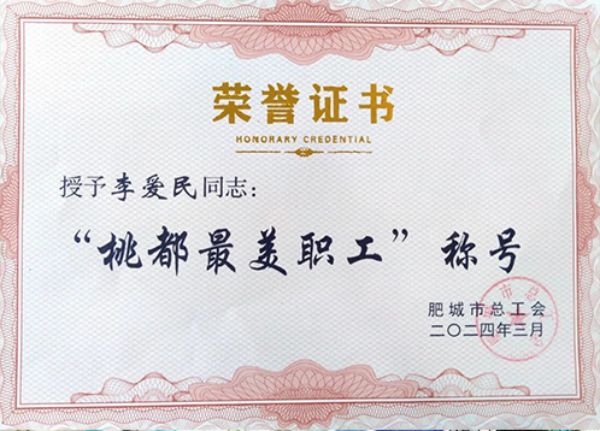 荣誉证书
HONORARY CREDENTIAL
授予李爱民同志：
“桃都最美职工”称号
肥城市总工会
二〇二四年三月